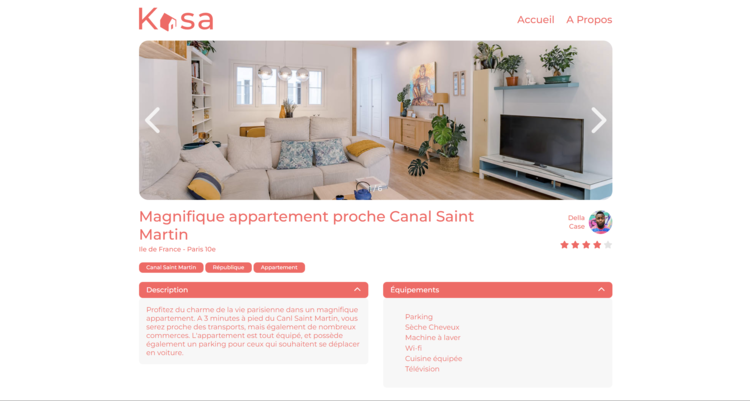 Kasa
Accueil A Propos
1 / 6
Magnifique appartement proche Canal Saint
Martin
Ile de France - Paris 10e
Della
Case
Canal Saint Martin République Appartement
Description
Profitez du charme de la vie parisienne dans un magnifique
appartement. A 3 minutes à pied du Canl Saint Martin, vous
serez proche des transports, mais également de nombreux
commerces. L'appartement est tout équipé, et possède
également un parking pour ceux qui souhaitent se déplacer
en voiture.
Équipements
Parking
Sèche Cheveux
Machine à laver
Wi-fi
Cuisine équipée
Télévision